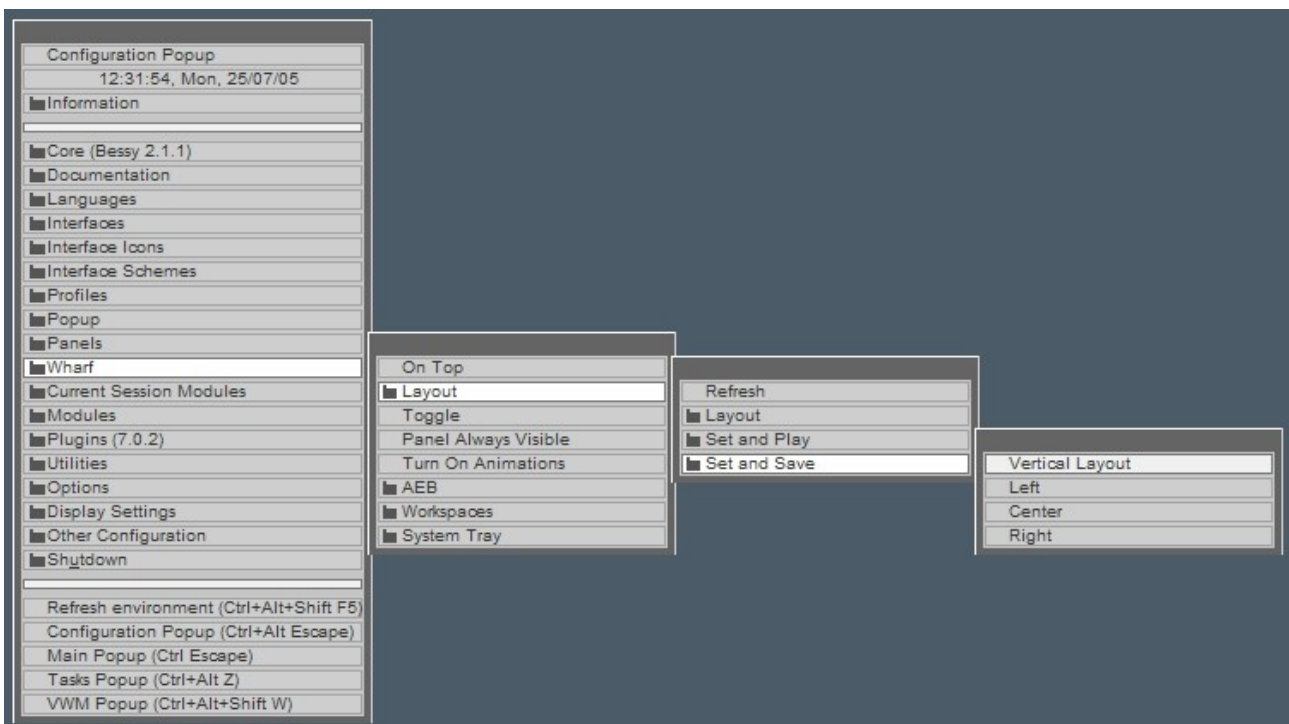 Configuration Popup
12:31:54, Mon, 25/07/05
Information
Core (Bessy 2.1.1)
Documentation
Languages
Interfaces
Interface Icons
Interface Schemes
Profiles
Popup
Panels
Wharf
Current Session Modules
Modules
Plugins (7.0.2)
Utilities
Options
Display Settings
Other Configuration
Shutdown
Refresh environment (Ctrl+Alt+Shift F5)
Configuration Popup (Ctrl+Alt Escape)
Main Popup (Ctrl Escape)
Tasks Popup (Ctrl+Alt Z)
VWM Popup (Ctrl+Alt+Shift W)
On Top
Layout
Toggle
Panel Always Visible
Turn On Animations
AEB
Workspaces
System Tray
Refresh
Layout
Set and Play
Set and Save
Vertical Layout
Left
Center
Right